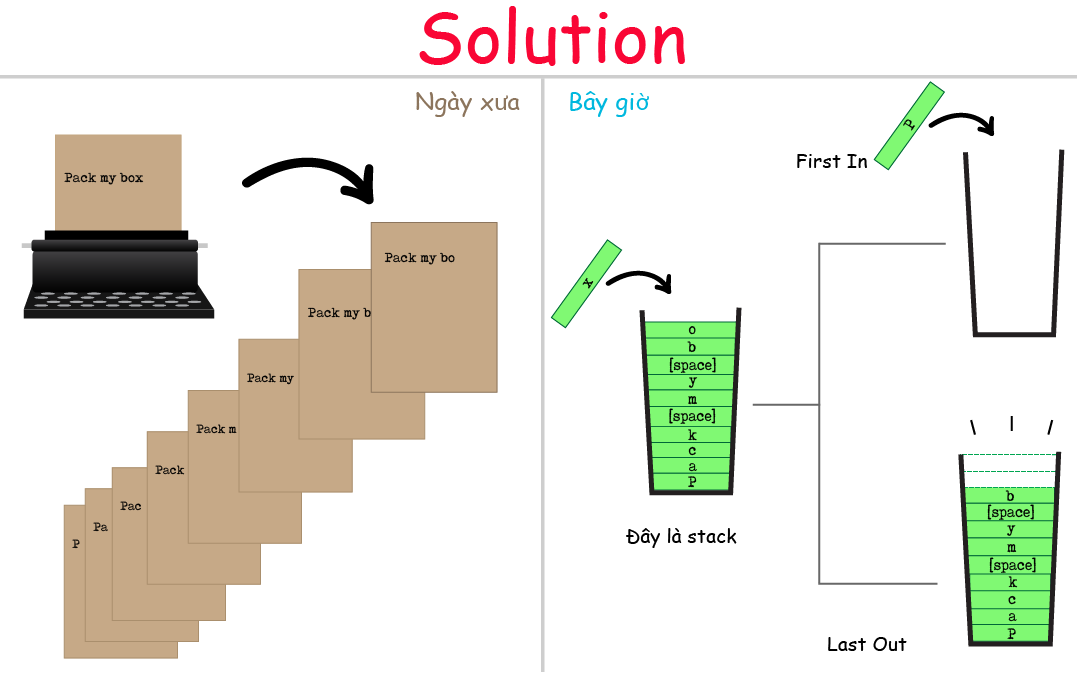 Solution
Ngày xưa
Pack my box
Pack my bo
Pack my b
Pack my
Pack m
Pack
Pac
Pa
P
Bây giờ
P
First In
x
o
b
[space]
y
m
[space]
k
c
a
P
Đây là stack
b
[space]
y
m
[space]
k
c
a
P
Last Out